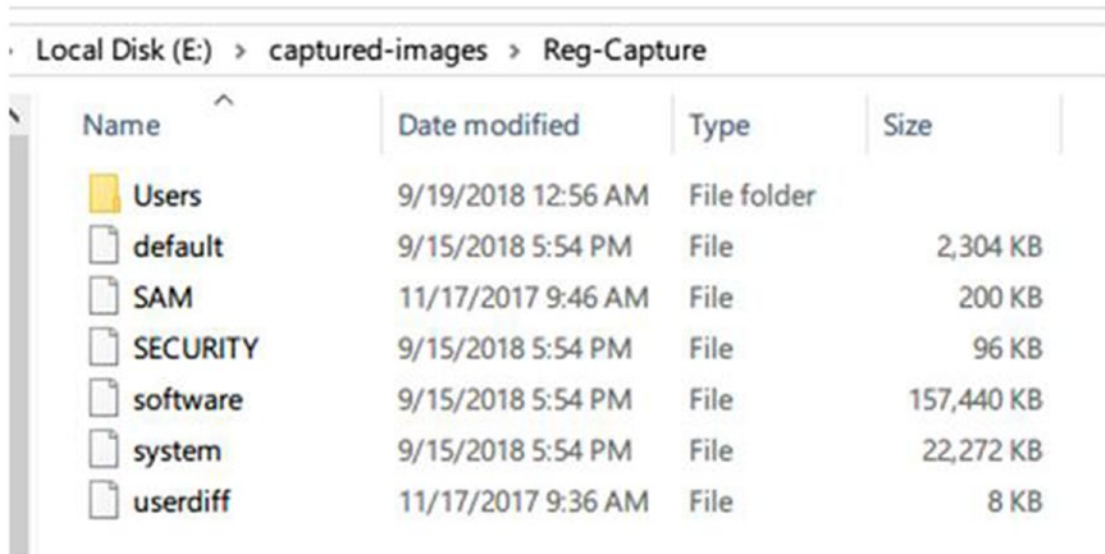 Local Disk (E:) > captured-images > Reg-Capture
Name Date modified Type Size
Users 9/19/2018 12:56 AM File folder
default 9/15/2018 5:54 PM File 2,304 KB
SAM 11/17/2017 9:46 AM File 200 KB
SECURITY 9/15/2018 5:54 PM File 96 KB
software 9/15/2018 5:54 PM File 157,440 KB
system 9/15/2018 5:54 PM File 22,272 KB
userdiff 11/17/2017 9:36 AM File 8 KB